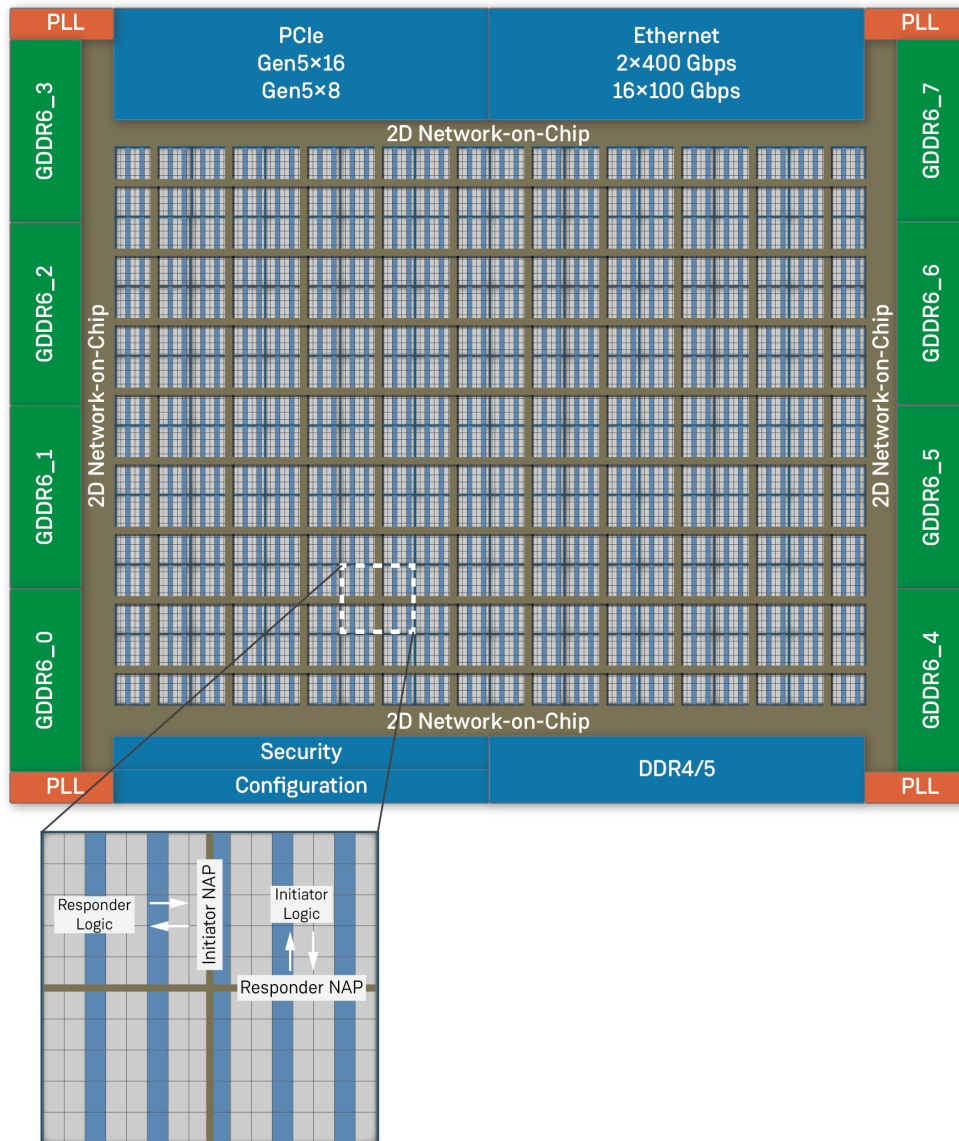 PLL
PCIe
Gen5×16
Gen5×8
Ethernet
2×400 Gbps
16×100 Gbps
PLL
GDDR6_3
GDDR6_2
GDDR6_1
GDDR6_0
2D Network-on-Chip
2D Network-on-Chip
2D Network-on-Chip
GDDR6_7
GDDR6_6
GDDR6_5
GDDR6_4
2D Network-on-Chip
PLL
Security
Configuration
DDR4/5
PLL
Responder
Logic
Initiator NAP
Initiator
Logic
Responder NAP